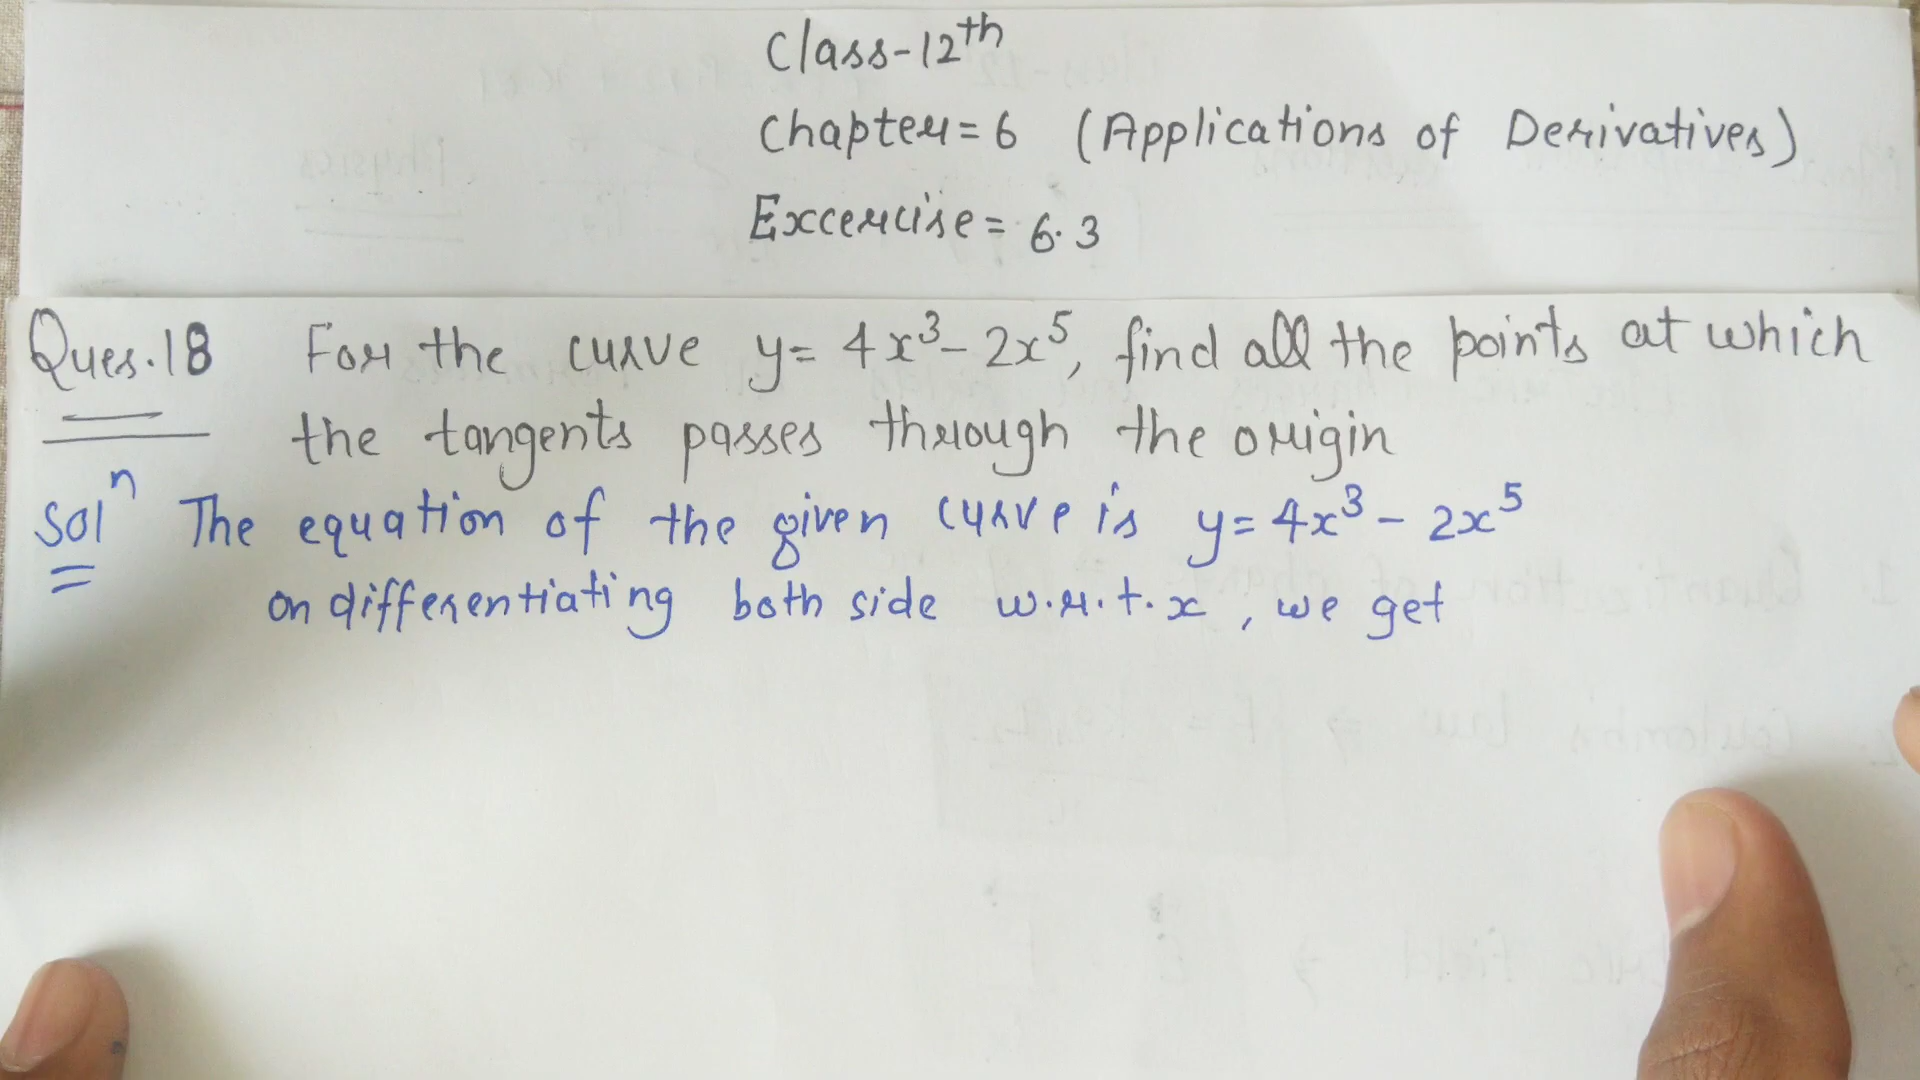 Class-12th
Chapter=6 (Applications of Derivatives)
Excercise= 6.3
Ques.18 For the curve y= 4x³- 2x⁵, find all the points at which
the tangents passes through the origin
Solⁿ The equation of the given curve is y= 4x³- 2x⁵
on differentiating both side w.r.t.x, we get